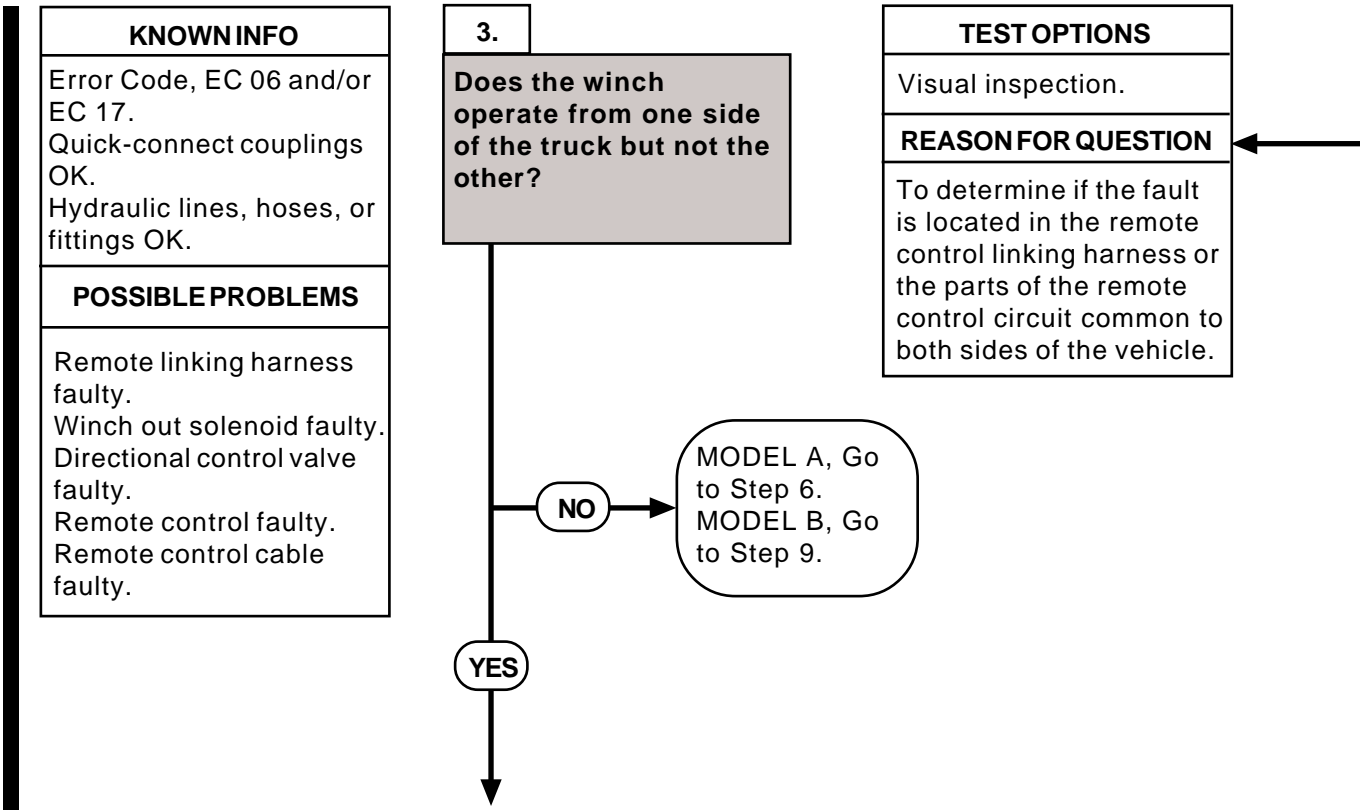 KNOWN INFO
Error Code, EC 06 and/or
EC 17.
Quick-connect couplings
OK.
Hydraulic lines, hoses, or
fittings OK.
POSSIBLE PROBLEMS
Remote linking harness
faulty.
Winch out solenoid faulty.
Directional control valve
faulty.
Remote control faulty.
Remote control cable
faulty.
3.
Does the winch
operate from one side
of the truck but not the
other?
NO
MODEL A, Go
to Step 6.
MODEL B, Go
to Step 9.
YES
TEST OPTIONS
Visual inspection.
REASON FOR QUESTION
To determine if the fault
is located in the remote
control linking harness or
the parts of the remote
control circuit common to
both sides of the vehicle.